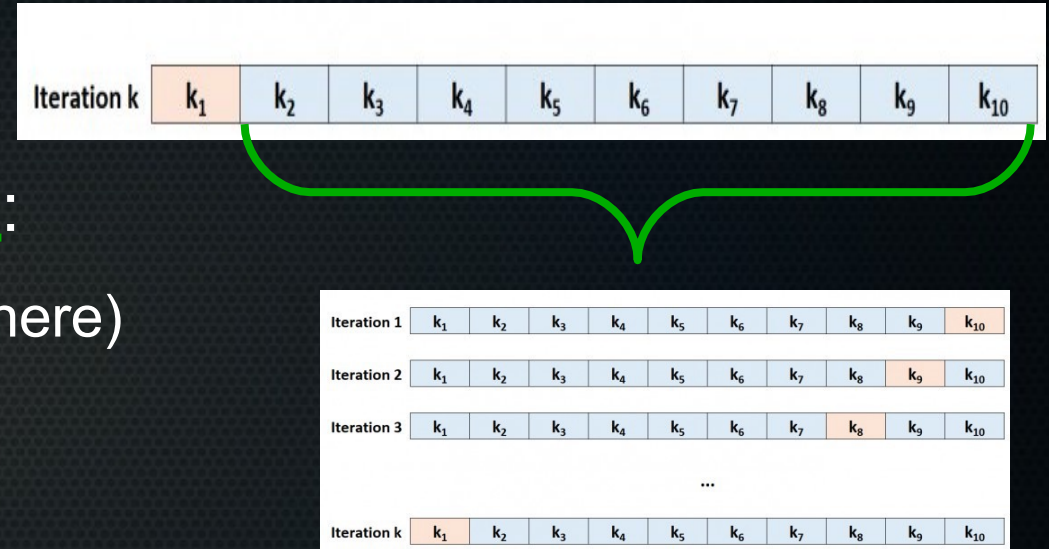 Iteration k k₁ k₂ k₃ k₄ k₅ k₆ k₇ k₈ k₉ k₁₀
:
here)
Iteration 1 k₁ k₂ k₃ k₄ k₅ k₆ k₇ k₈ k₉ k₁₀
Iteration 2 k₁ k₂ k₃ k₄ k₅ k₆ k₇ k₈ k₉ k₁₀
Iteration 3 k₁ k₂ k₃ k₄ k₅ k₆ k₇ k₈ k₉ k₁₀
...
Iteration k k₁ k₂ k₃ k₄ k₅ k₆ k₇ k₈ k₉ k₁₀